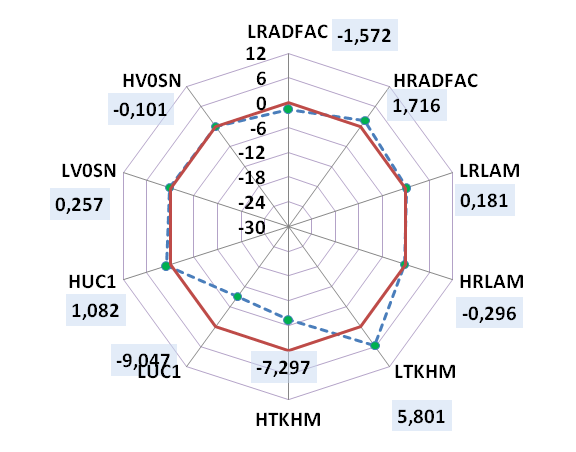 LRADFAC
-1,572
12
6
0
-6
-12
-18
-24
-30
HRADFAC
1,716
LRLAM
0,181
HRLAM
-0,296
LTKHM
5,801
HTKHM
-7,297
LUC1
-9,047
HUC1
1,082
LV0SN
0,257
HV0SN
-0,101